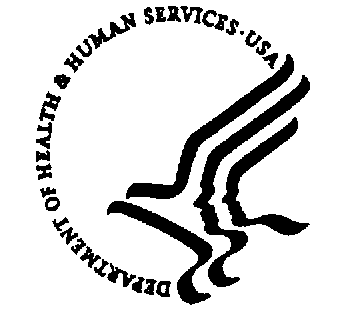 DEPARTMENT OF HEALTH & HUMAN SERVICES·USA